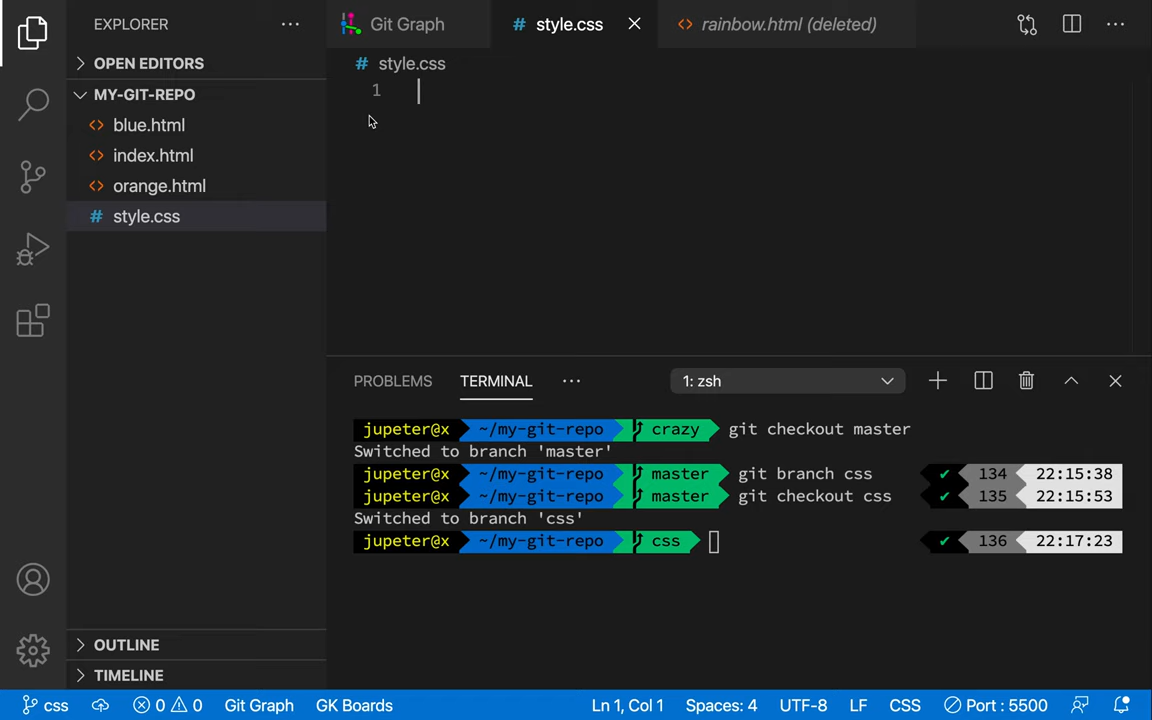 EXPLORER
Git Graph
# style.css
<> rainbow.html (deleted)
OPEN EDITORS
MY-GIT-REPO
<> blue.html
<> index.html
<> orange.html
# style.css
# style.css
1
PROBLEMS TERMINAL
1: zsh
jupeter@x ~/my-git-repo crazy git checkout master
Switched to branch 'master'
jupeter@x ~/my-git-repo master git branch css ✔ 134 22:15:38
jupeter@x ~/my-git-repo master git checkout css ✔ 135 22:15:53
Switched to branch 'css'
jupeter@x ~/my-git-repo css ✔ 136 22:17:23
OUTLINE
TIMELINE
css 0 0 Git Graph GK Boards Ln 1, Col 1 Spaces: 4 UTF-8 LF CSS Port : 5500